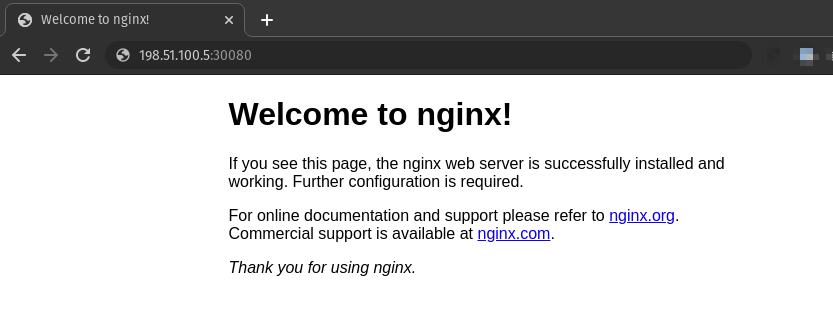 Welcome to nginx!
198.51.100.5:30080
Welcome to nginx!
If you see this page, the nginx web server is successfully installed and
working. Further configuration is required.
For online documentation and support please refer to nginx.org.
Commercial support is available at nginx.com.
Thank you for using nginx.